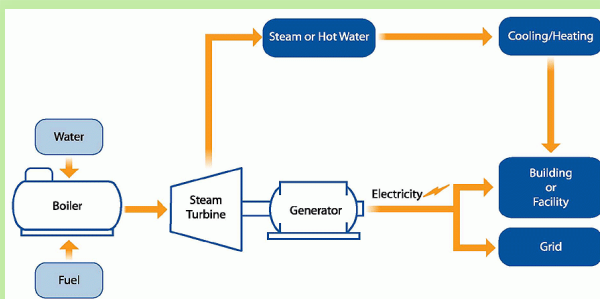 Steam or Hot Water
Cooling/Heating
Water
Boiler
Fuel
Steam
Turbine
Generator
Electricity
Building
or
Facility
Grid